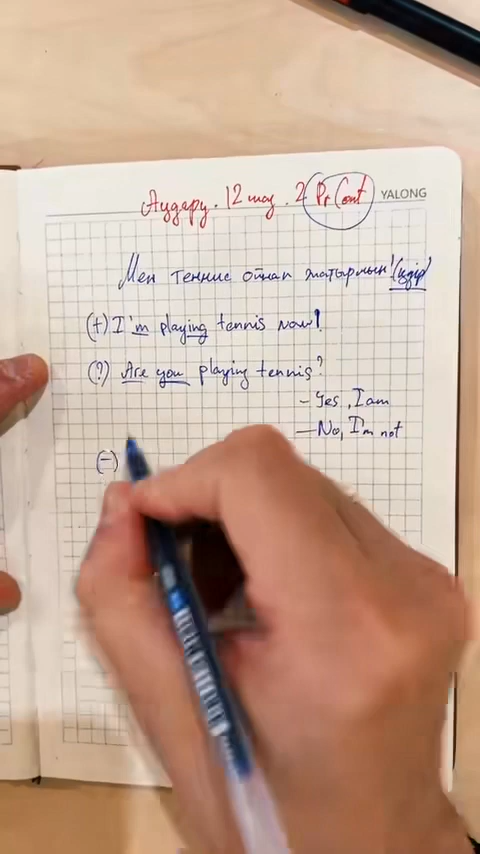 Аудару. 12 шақ. 2 Pr Cont YALONG
Мен теннис ойнап жатырмын! (қазір)
(+) I'm playing tennis now!
(?) Are you playing tennis?
- Yes, I am
- No, I'm not
(-)